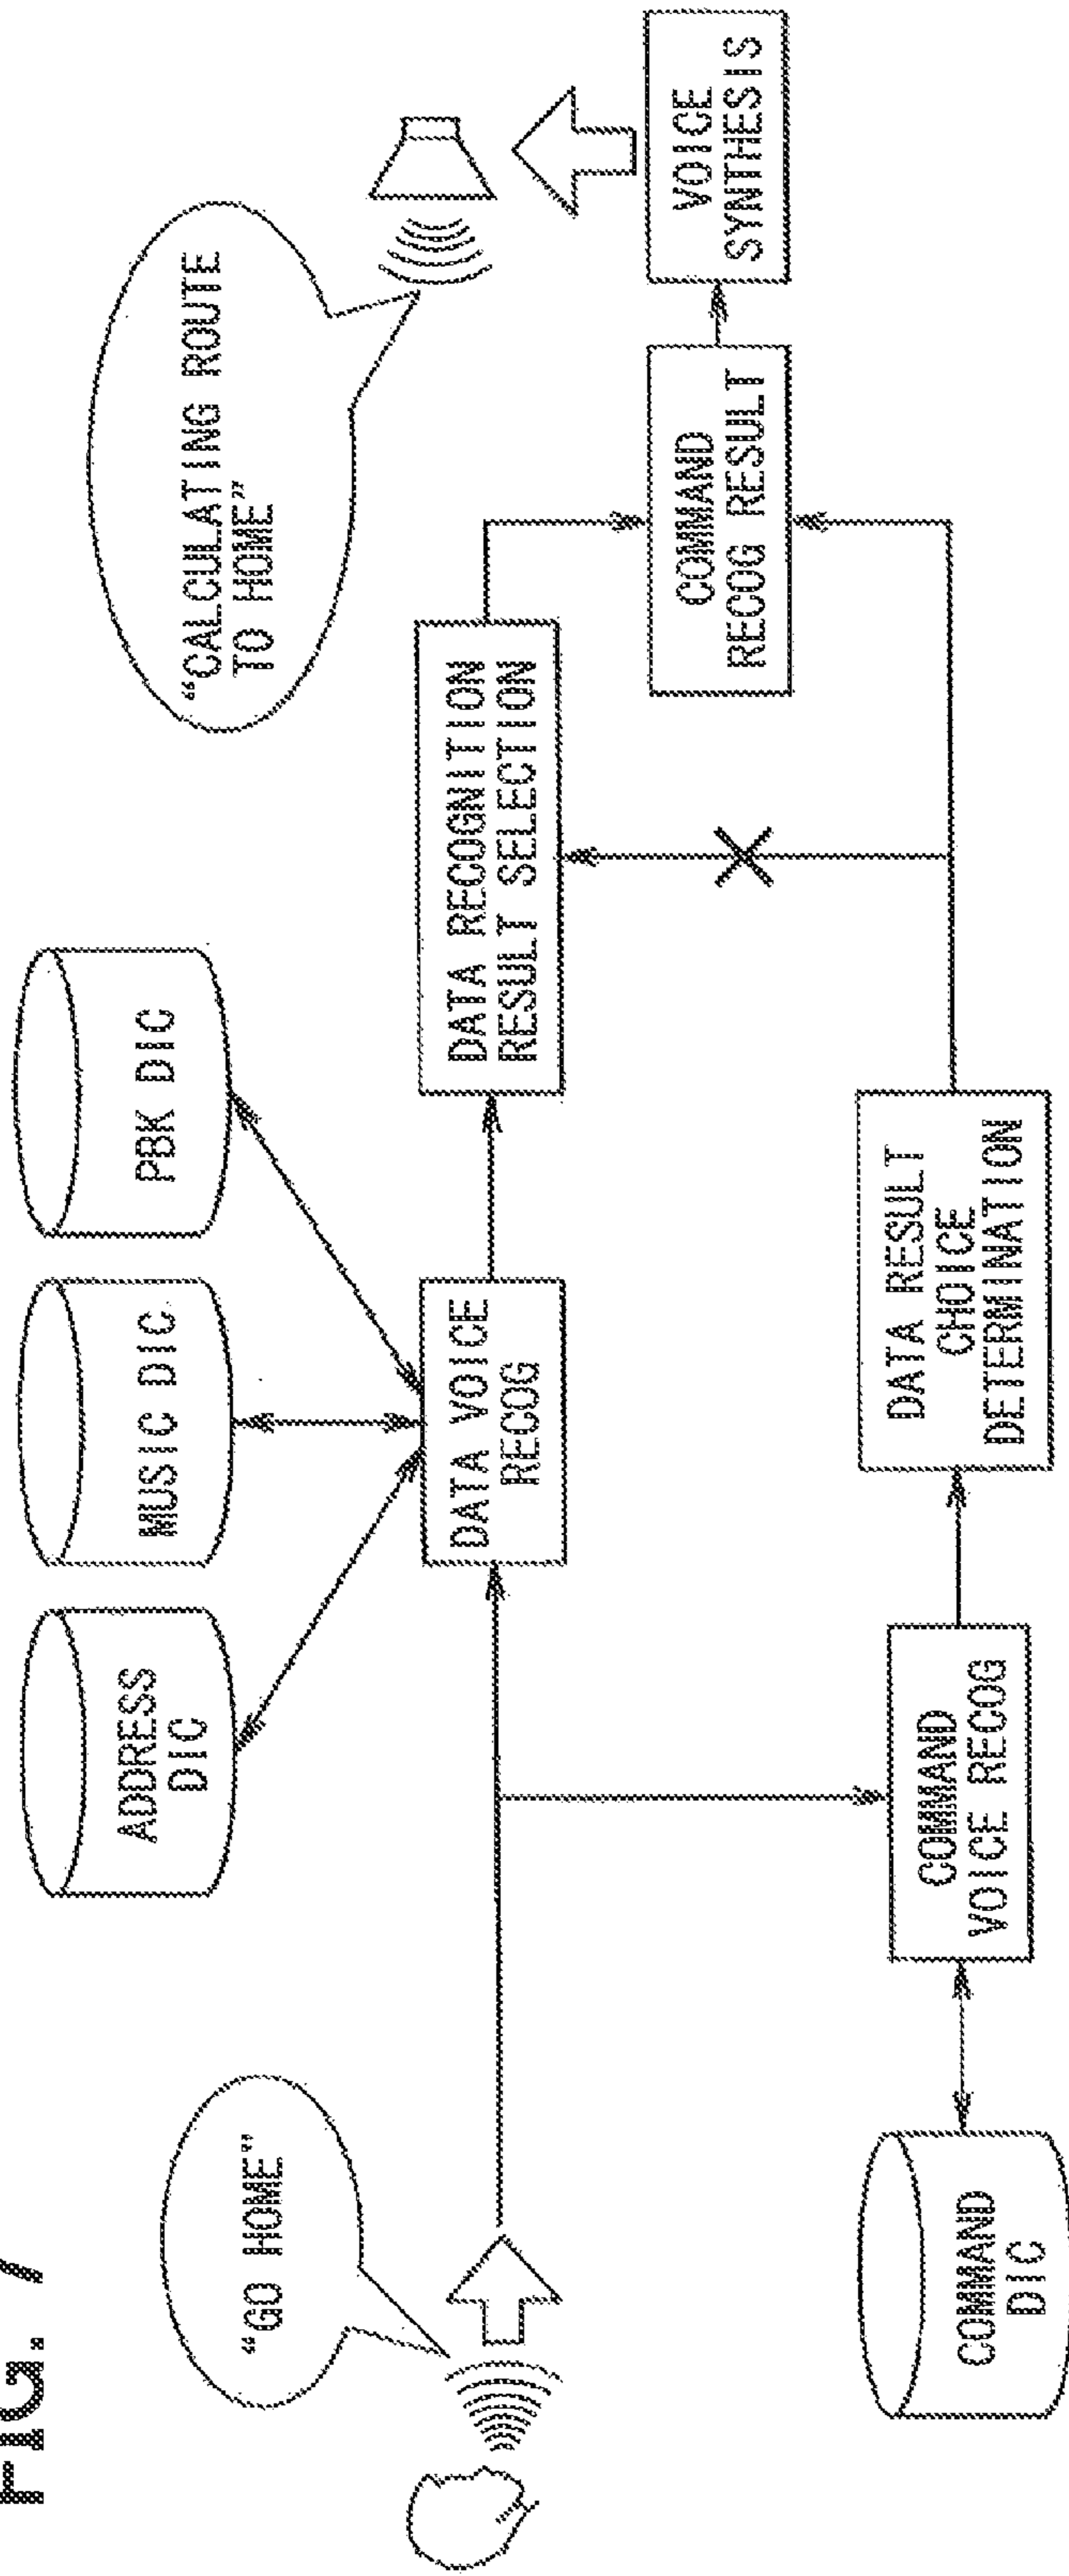 FIG. 7
"GO HOME"
ADDRESS
DIC
MUSIC DIC
PBK DIC
"CALCULATING ROUTE
TO HOME"
DATA VOICE
RECOG
DATA RECOGNITION
RESULT SELECTION
COMMAND
RECOG RESULT
VOICE
SYNTHESIS
COMMAND
DIC
COMMAND
VOICE RECOG
DATA RESULT
CHOICE
DETERMINATION